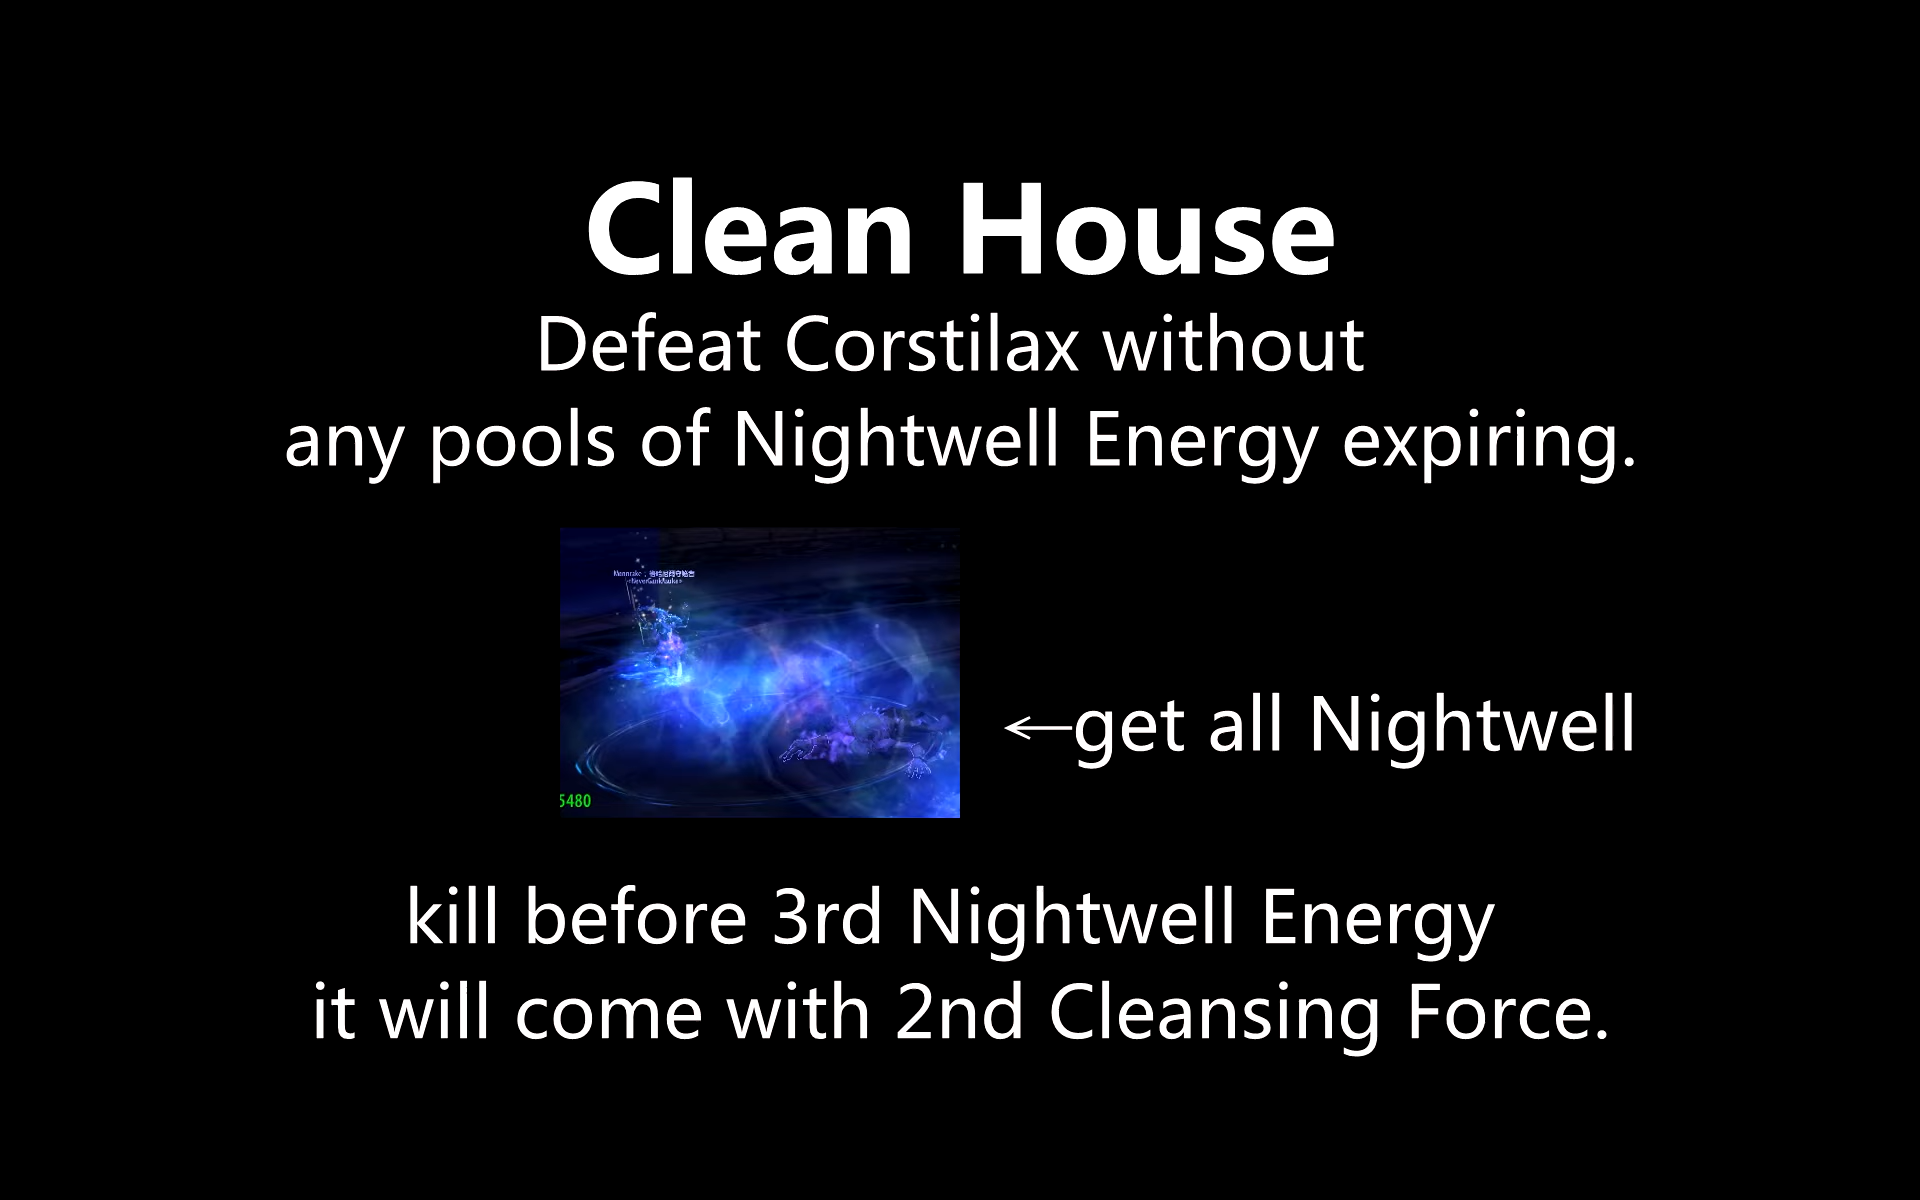 Clean House
Defeat Corstilax without
any pools of Nightwell Energy expiring.
5480
←get all Nightwell
kill before 3rd Nightwell Energy
it will come with 2nd Cleansing Force.